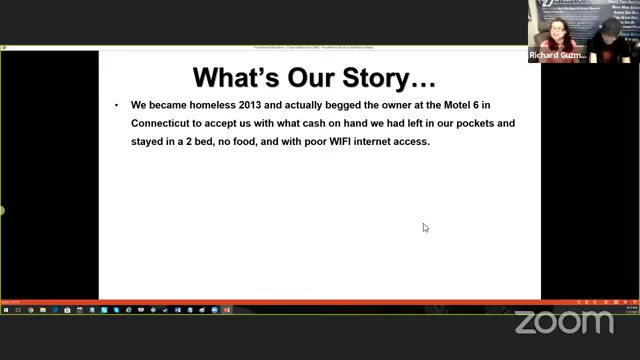 Richard Guzm...
What's Our Story…
• We became homeless 2013 and actually begged the owner at the Motel 6 in
Connecticut to accept us with what cash on hand we had left in our pockets and
stayed in a 2 bed, no food, and with poor WIFI internet access.
zoom